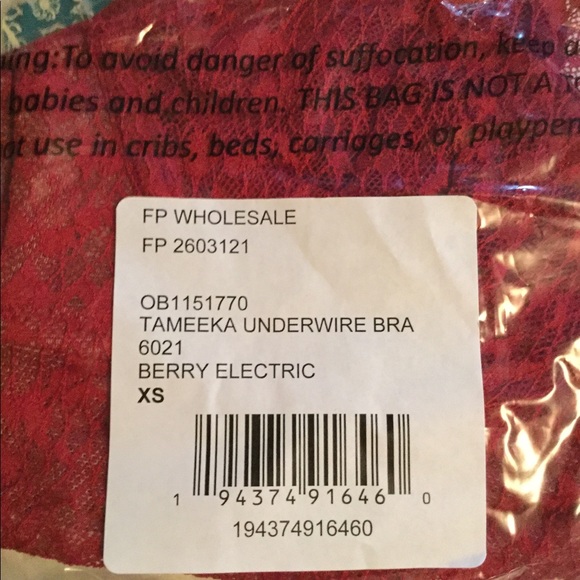 ing: To avoid danger of suffocation, keep
babies and children. THIS BAG IS NOT A
ot use in cribs, beds, carriages, or playpen
FP WHOLESALE
FP 2603121
OB1151770
TAMEEKA UNDERWIRE BRA
6021
BERRY ELECTRIC
XS
1 94374 91646 0
194374916460